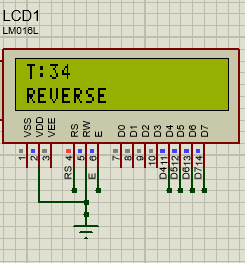 LCD1
LM016L
T:34
REVERSE
VSS VDD VEE RS RW E D0 D1 D2 D3 D4 D5 D6 D7
1 2 3 4 5 6 7 8 9 10 11 12 13 14
RS E D4 D5 D6 D7